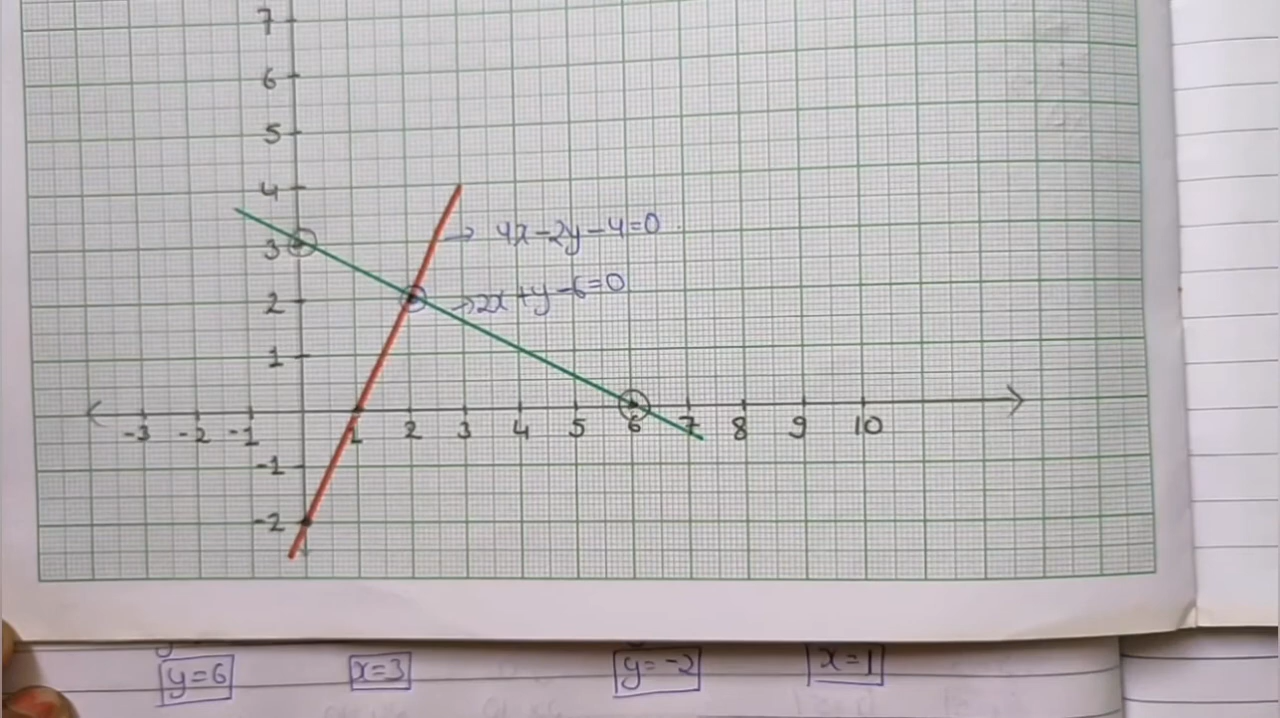 7
6
5
4
→ 4x-2y-4=0
3
→2x+y-6=0
2
1
-3 -2 -1 1 2 3 4 5 6 7 8 9 10
-1
-2
y=6 x=3 y=-2 x=1